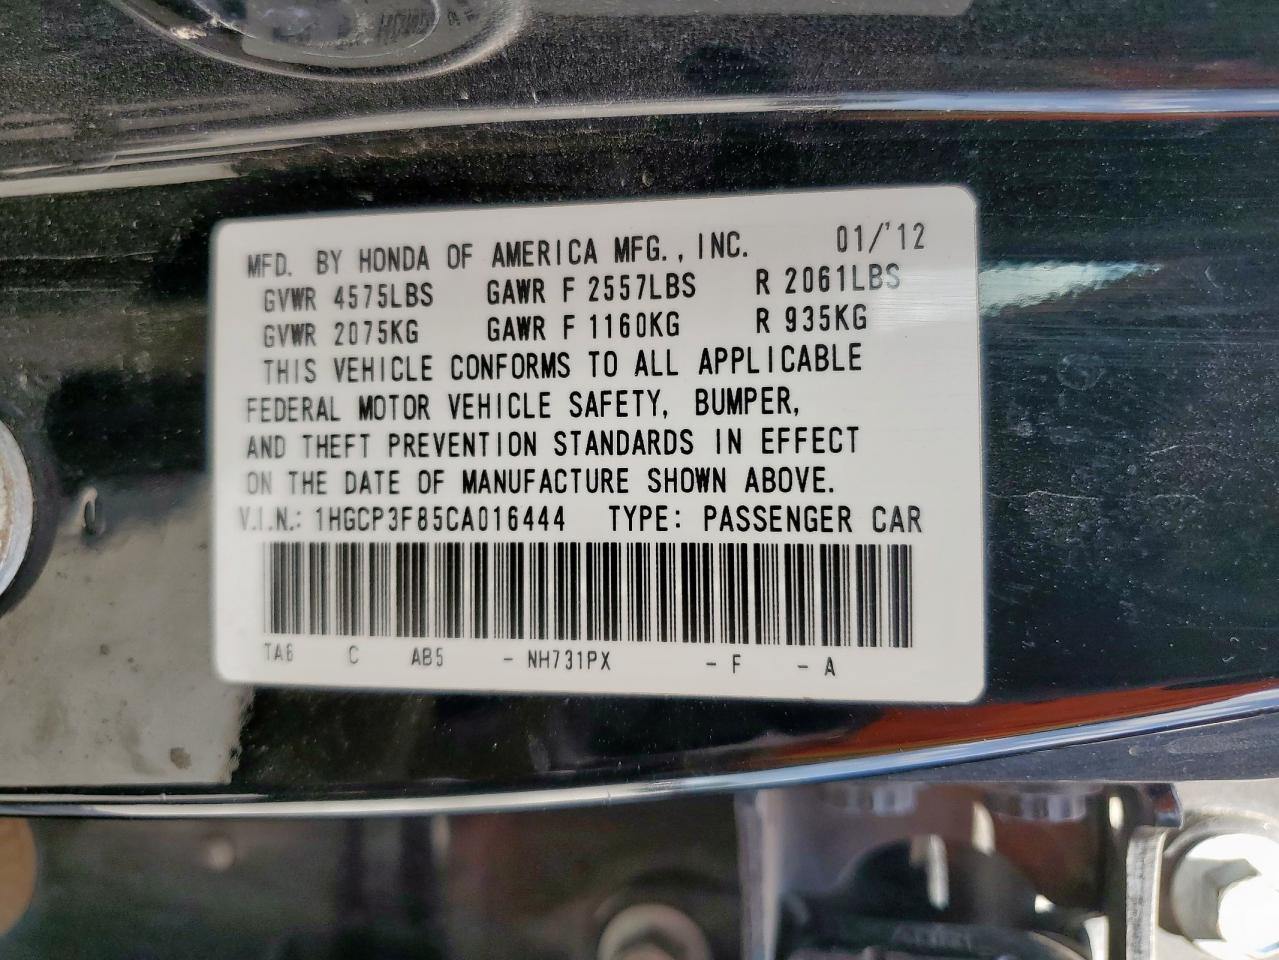 MFD. BY HONDA OF AMERICA MFG., INC. 01/'12
GVWR 4575LBS GAWR F 2557LBS R 2061LBS
GVWR 2075KG GAWR F 1160KG R 935KG
THIS VEHICLE CONFORMS TO ALL APPLICABLE
FEDERAL MOTOR VEHICLE SAFETY, BUMPER,
AND THEFT PREVENTION STANDARDS IN EFFECT
ON THE DATE OF MANUFACTURE SHOWN ABOVE.
V.I.N.: 1HGCP3F85CA016444 TYPE: PASSENGER CAR
TA6 C AB5 - NH731PX - F - A